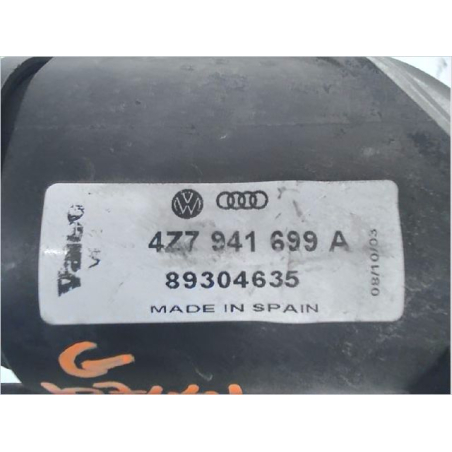 Valeo
4Z7 941 699 A
89304635
MADE IN SPAIN
08/10/03
G